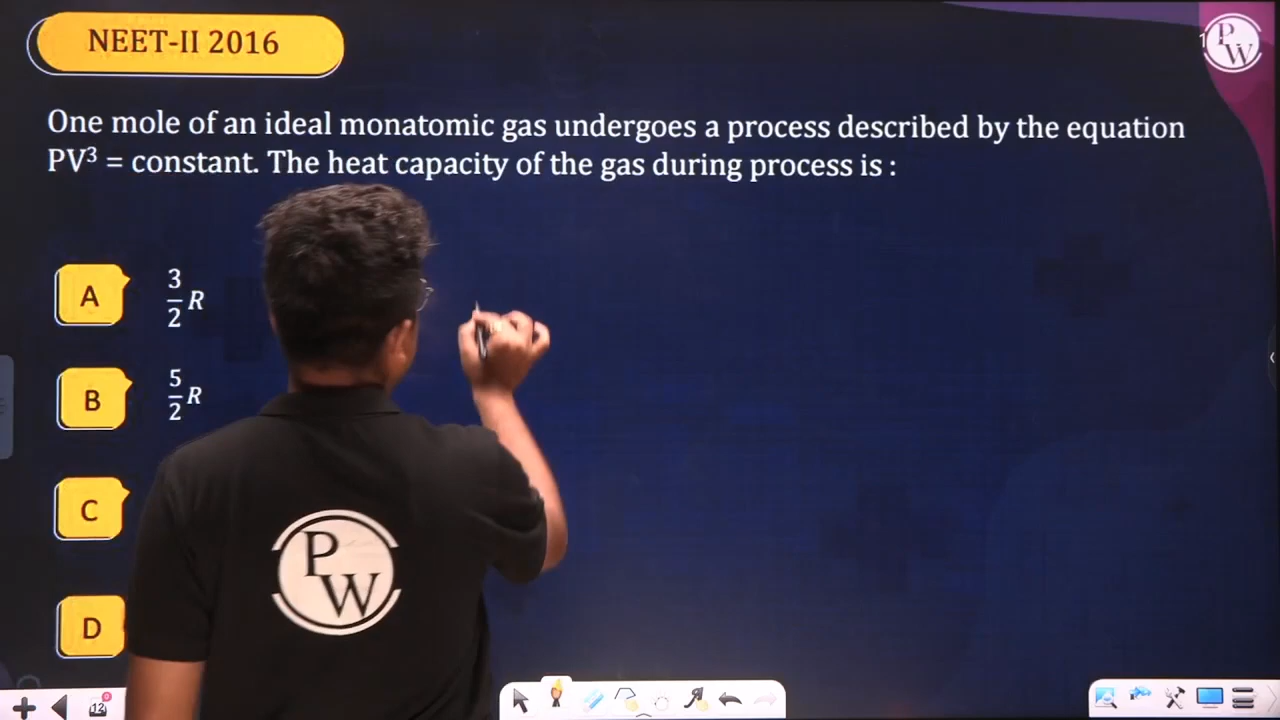 NEET-II 2016
One mole of an ideal monatomic gas undergoes a process described by the equation
PV³ = constant. The heat capacity of the gas during process is :
A 3/2 R
B 5/2 R
C
D
PW
PW
12